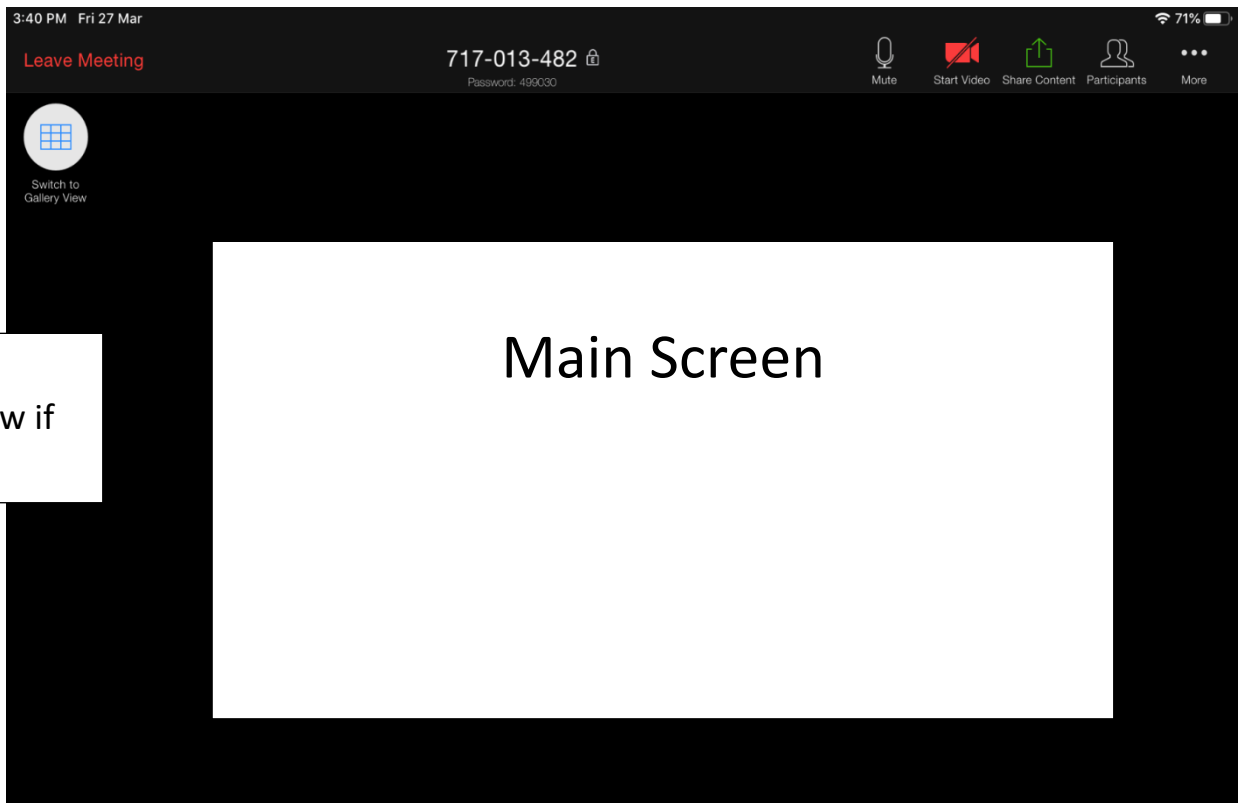 3:40 PM Fri 27 Mar
71%
Leave Meeting
717-013-482
Password: 499030
Mute
Start Video
Share Content
Participants
More
Switch to
Gallery View
Main Screen
w if